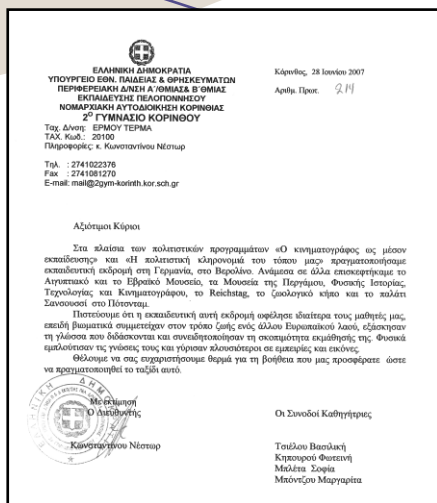 ΕΛΛΗΝΙΚΗ ΔΗΜΟΚΡΑΤΙΑ
ΥΠΟΥΡΓΕΙΟ ΕΘΝ. ΠΑΙΔΕΙΑΣ & ΘΡΗΣΚΕΥΜΑΤΩΝ
ΠΕΡΙΦΕΡΕΙΑΚΗ Δ/ΝΣΗ Α΄/ΘΜΙΑΣ& Β΄ΘΜΙΑΣ
ΕΚΠΑΙΔΕΥΣΗΣ ΠΕΛΟΠΟΝΝΗΣΟΥ
ΝΟΜΑΡΧΙΑΚΗ ΑΥΤΟΔΙΟΙΚΗΣΗ ΚΟΡΙΝΘΙΑΣ
2Ο ΓΥΜΝΑΣΙΟ ΚΟΡΙΝΘΟΥ
Ταχ. Δ/νση: ΕΡΜΟΥ ΤΕΡΜΑ
ΤΑΧ. Κωδ.: 20100
Πληροφορίες: κ. Κωνσταντίνου Νέστωρ
Τηλ. : 2741022376
Fax : 2741081270
E-mail: mail@2gym-korinth.kor.sch.gr
Κόρινθος, 28 Ιουνίου 2007
Αριθμ. Πρωτ. 214
Αξιότιμοι Κύριοι
Στα πλαίσια των πολιτιστικών προγραμμάτων «Ο κινηματογράφος ως μέσον
εκπαίδευσης» και «Η πολιτιστική κληρονομιά του τόπου μας» πραγματοποιήσαμε
εκπαιδευτική εκδρομή στη Γερμανία, στο Βερολίνο. Ανάμεσα σε άλλα επισκεφτήκαμε το
Αιγυπτιακό και το Εβραϊκό Μουσείο, τα Μουσεία της Περγάμου, Φυσικής Ιστορίας,
Τεχνολογίας και Κινηματογράφου, το Reichstag, το ζωολογικό κήπο και το παλάτι
Σανσουσσί στο Πότσνταμ.
Πιστεύουμε ότι η εκπαιδευτική αυτή εκδρομή ωφέλησε ιδιαίτερα τους μαθητές μας,
επειδή βιωματικά συμμετείχαν στον τρόπο ζωής ενός άλλου Ευρωπαϊκού λαού, εξάσκησαν
τη γλώσσα που διδάσκονται και συνειδητοποίησαν τη σκοπιμότητα εκμάθησής της. Φυσικά
εμπλούτισαν τις γνώσεις τους και γύρισαν πλουσιότεροι σε εμπειρίες και εικόνες.
Θέλουμε να σας ευχαριστήσουμε θερμά για τη βοήθεια που μας προσφέρατε ώστε
να πραγματοποιηθεί το ταξίδι αυτό.
Με εκτίμηση
Ο Διευθυντής
Κωνσταντίνου Νέστωρ
Οι Συνοδοί Καθηγήτριες
Τσιέλου Βασιλική
Κηπουρού Φωτεινή
Μπλέτα Σοφία
Μπόντζου Μαργαρίτα